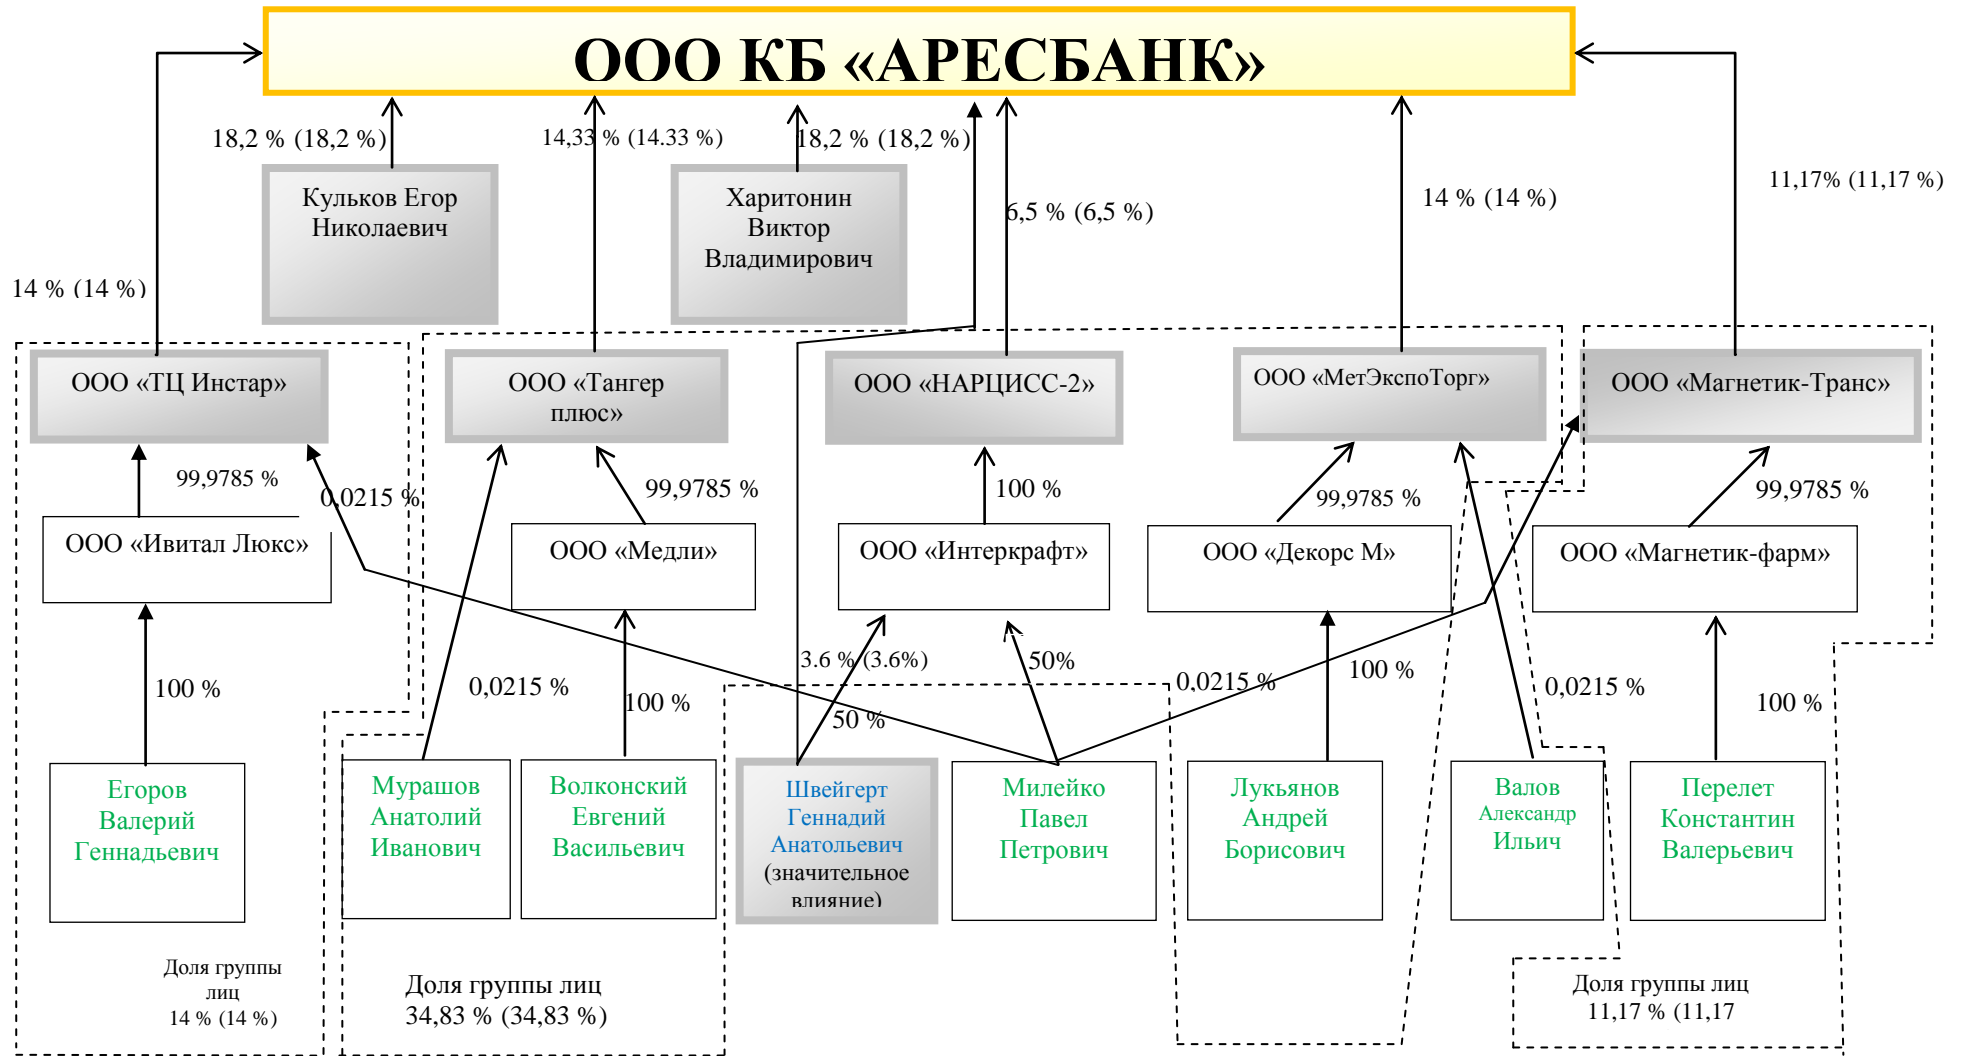 ООО КБ «АРЕСБАНК»
18,2 % (18,2 %)
14,33 % (14.33 %)
18,2 % (18,2 %)
11,17% (11,17 %)
Кульков Егор
Николаевич
Харитонин
Виктор
Владимирович
6,5 % (6,5 %)
14 % (14 %)
14 % (14 %)
ООО «ТЦ Инстар»
ООО «Тангер
плюс»
ООО «НАРЦИСС-2»
ООО «МетЭкспоТорг»
ООО «Магнетик-Транс»
99,9785 %
0,0215 %
99,9785 %
100 %
99,9785 %
99,9785 %
ООО «Ивитал Люкс»
ООО «Медли»
ООО «Интеркрафт»
ООО «Декорс М»
ООО «Магнетик-фарм»
100 %
0,0215 %
100 %
3.6 % (3.6%)
50 %
50%
0,0215 %
100 %
0,0215 %
100 %
Егоров
Валерий
Геннадьевич
Мурашов
Анатолий
Иванович
Волконский
Евгений
Васильевич
Швейгерт
Геннадий
Анатольевич
(значительное
влияние)
Милейко
Павел
Петрович
Лукьянов
Андрей
Борисович
Валов
Александр
Ильич
Перелет
Константин
Валерьевич
Доля группы
лиц
14 % (14 %)
Доля группы лиц
34,83 % (34,83 %)
Доля группы лиц
11,17 % (11,17